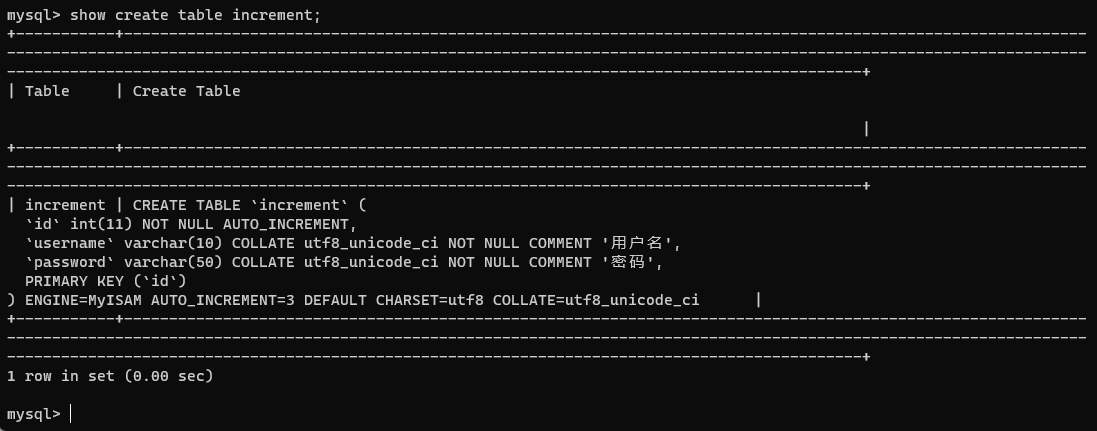 mysql> show create table increment;
+-----------+-----------------------------------------------------------------------------------------------------------
------------------------------------------------------------------------------------------------------------------------
-----------------------------------------------------------------------------------------------+
| Table     | Create Table
|
+-----------+-----------------------------------------------------------------------------------------------------------
------------------------------------------------------------------------------------------------------------------------
-----------------------------------------------------------------------------------------------+
| increment | CREATE TABLE `increment` (
  `id` int(11) NOT NULL AUTO_INCREMENT,
  `username` varchar(10) COLLATE utf8_unicode_ci NOT NULL COMMENT '用户名',
  `password` varchar(50) COLLATE utf8_unicode_ci NOT NULL COMMENT '密码',
  PRIMARY KEY (`id`)
) ENGINE=MyISAM AUTO_INCREMENT=3 DEFAULT CHARSET=utf8 COLLATE=utf8_unicode_ci      |
+-----------+-----------------------------------------------------------------------------------------------------------
------------------------------------------------------------------------------------------------------------------------
-----------------------------------------------------------------------------------------------+
1 row in set (0.00 sec)
mysql>